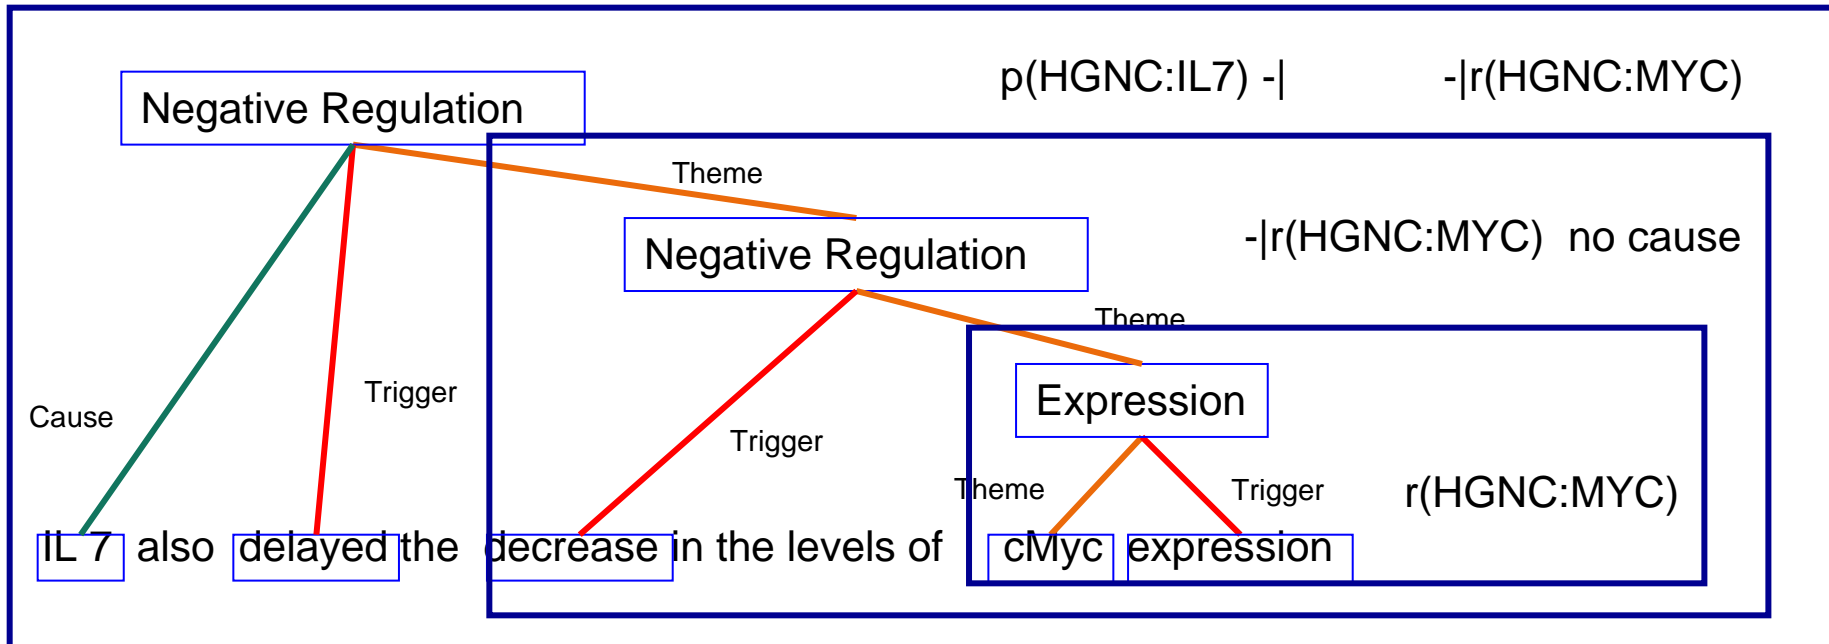 p(HGNC:IL7) -| -|r(HGNC:MYC)
Negative Regulation
Theme
Negative Regulation
-|r(HGNC:MYC) no cause
Theme
Expression
Trigger
Cause
Trigger
Theme
Trigger
r(HGNC:MYC)
IL 7 also delayed the decrease in the levels of cMyc expression